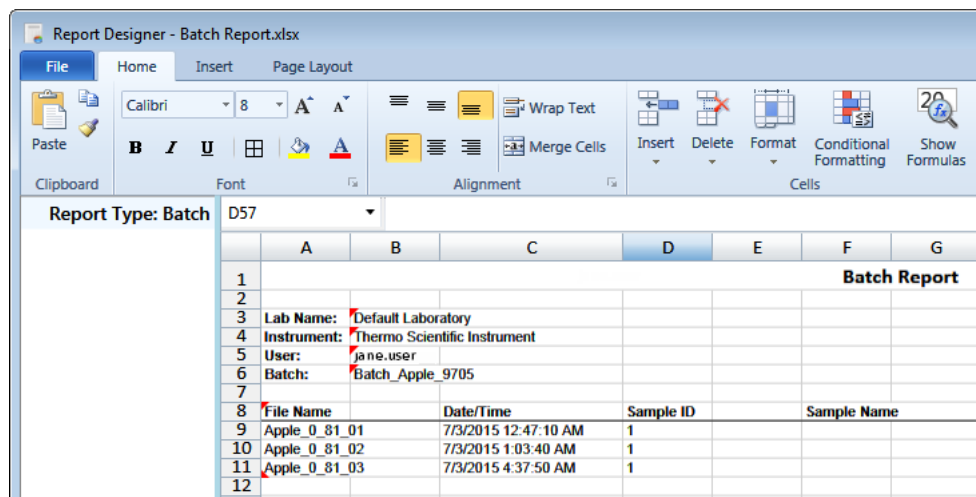 Report Designer - Batch Report.xlsx
File Home Insert Page Layout
Calibri 8 A A Wrap Text
Paste B I U A Merge Cells Insert Delete Format Conditional Formatting Show Formulas
Clipboard Font Alignment Cells
Report Type: Batch D57
A B C D E F G
1 Batch Report
2
3 Lab Name: Default Laboratory
4 Instrument: Thermo Scientific Instrument
5 User: jane.user
6 Batch: Batch_Apple_9705
7
8 File Name Date/Time Sample ID Sample Name
9 Apple_0_81_01 7/3/2015 12:47:10 AM 1
10 Apple_0_81_02 7/3/2015 1:03:40 AM 1
11 Apple_0_81_03 7/3/2015 4:37:50 AM 1
12